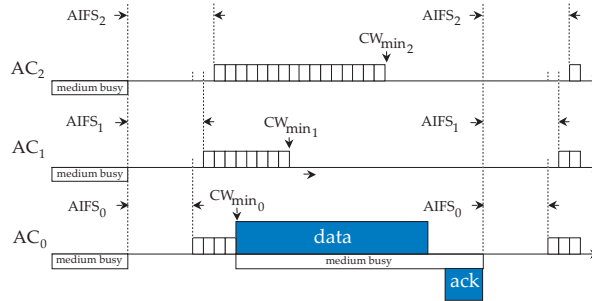 AIFS2 AIFS2
CWmin2
AC2
medium busy
AIFS1 CWmin1 AIFS1
AC1
medium busy
AIFS0 CWmin0 AIFS0
AC0 data
medium busy medium busy
ack